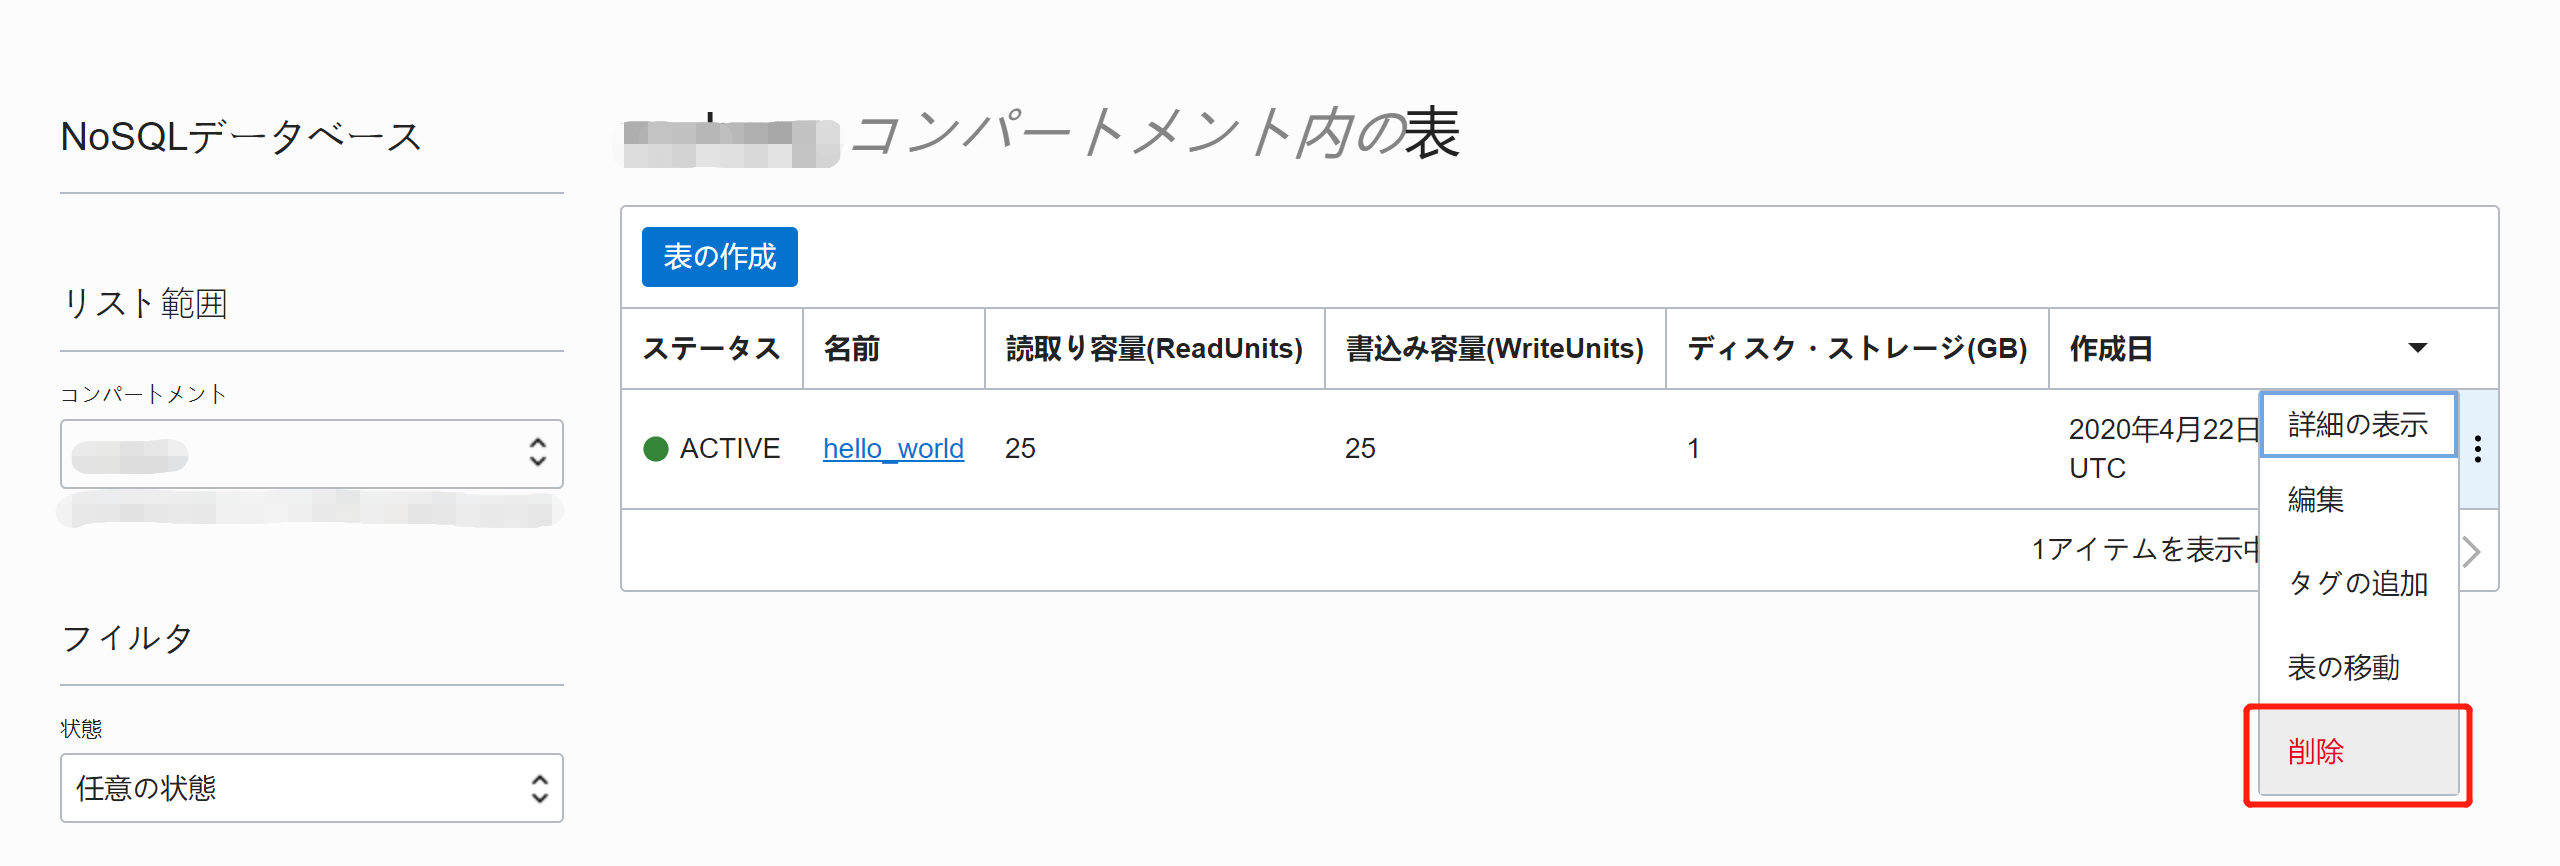 NoSQLデータベース
リスト範囲
コンパートメント
フィルタ
状態
任意の状態
コンパートメント内の表
表の作成
ステータス 名前 読取り容量(ReadUnits) 書込み容量(WriteUnits) ディスク・ストレージ(GB) 作成日
ACTIVE hello_world 25 25 1 2020年4月22日
UTC
1アイテムを表示中
詳細の表示
編集
タグの追加
表の移動
削除